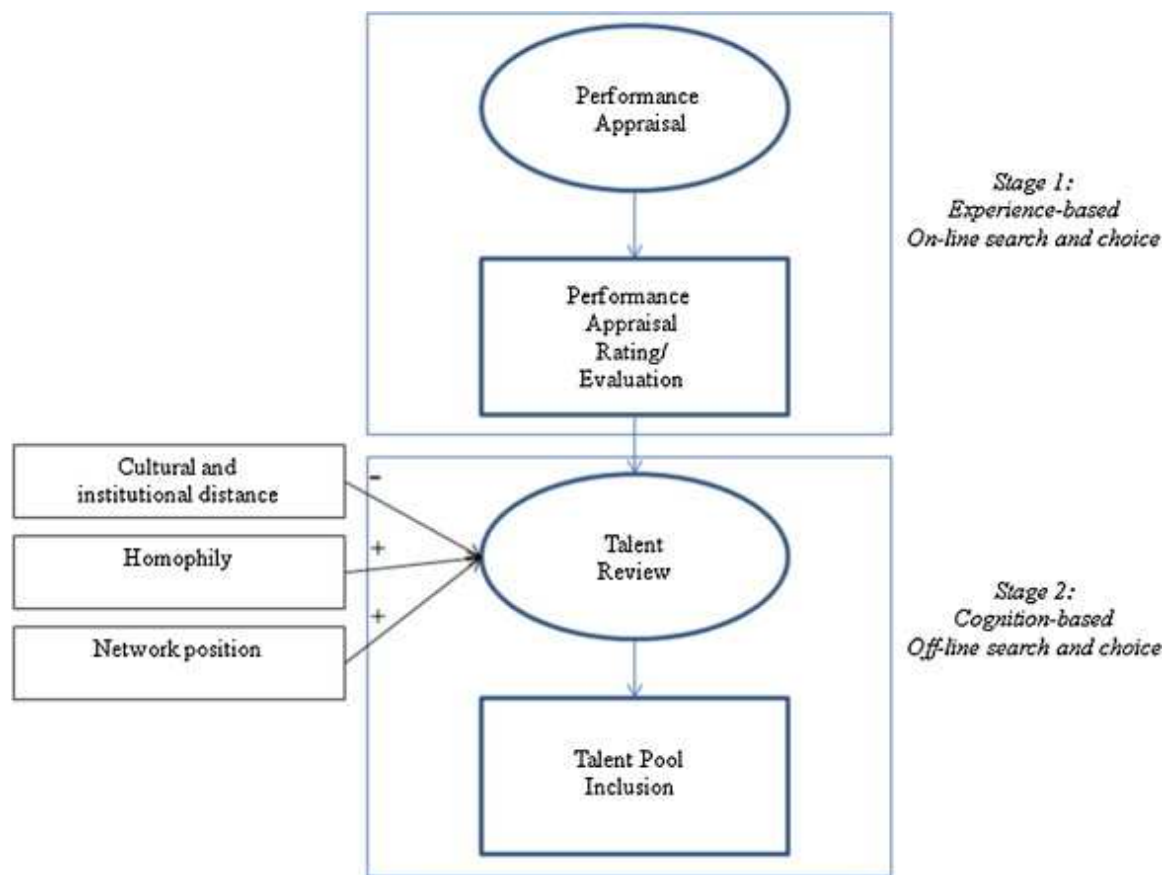 Performance
Appraisal
Stage 1:
Experience-based
On-line search and choice
Performance
Appraisal
Rating/
Evaluation
Cultural and
institutional distance
-
Homophily
+
Network position
+
Talent
Review
Stage 2:
Cognition-based
Off-line search and choice
Talent Pool
Inclusion